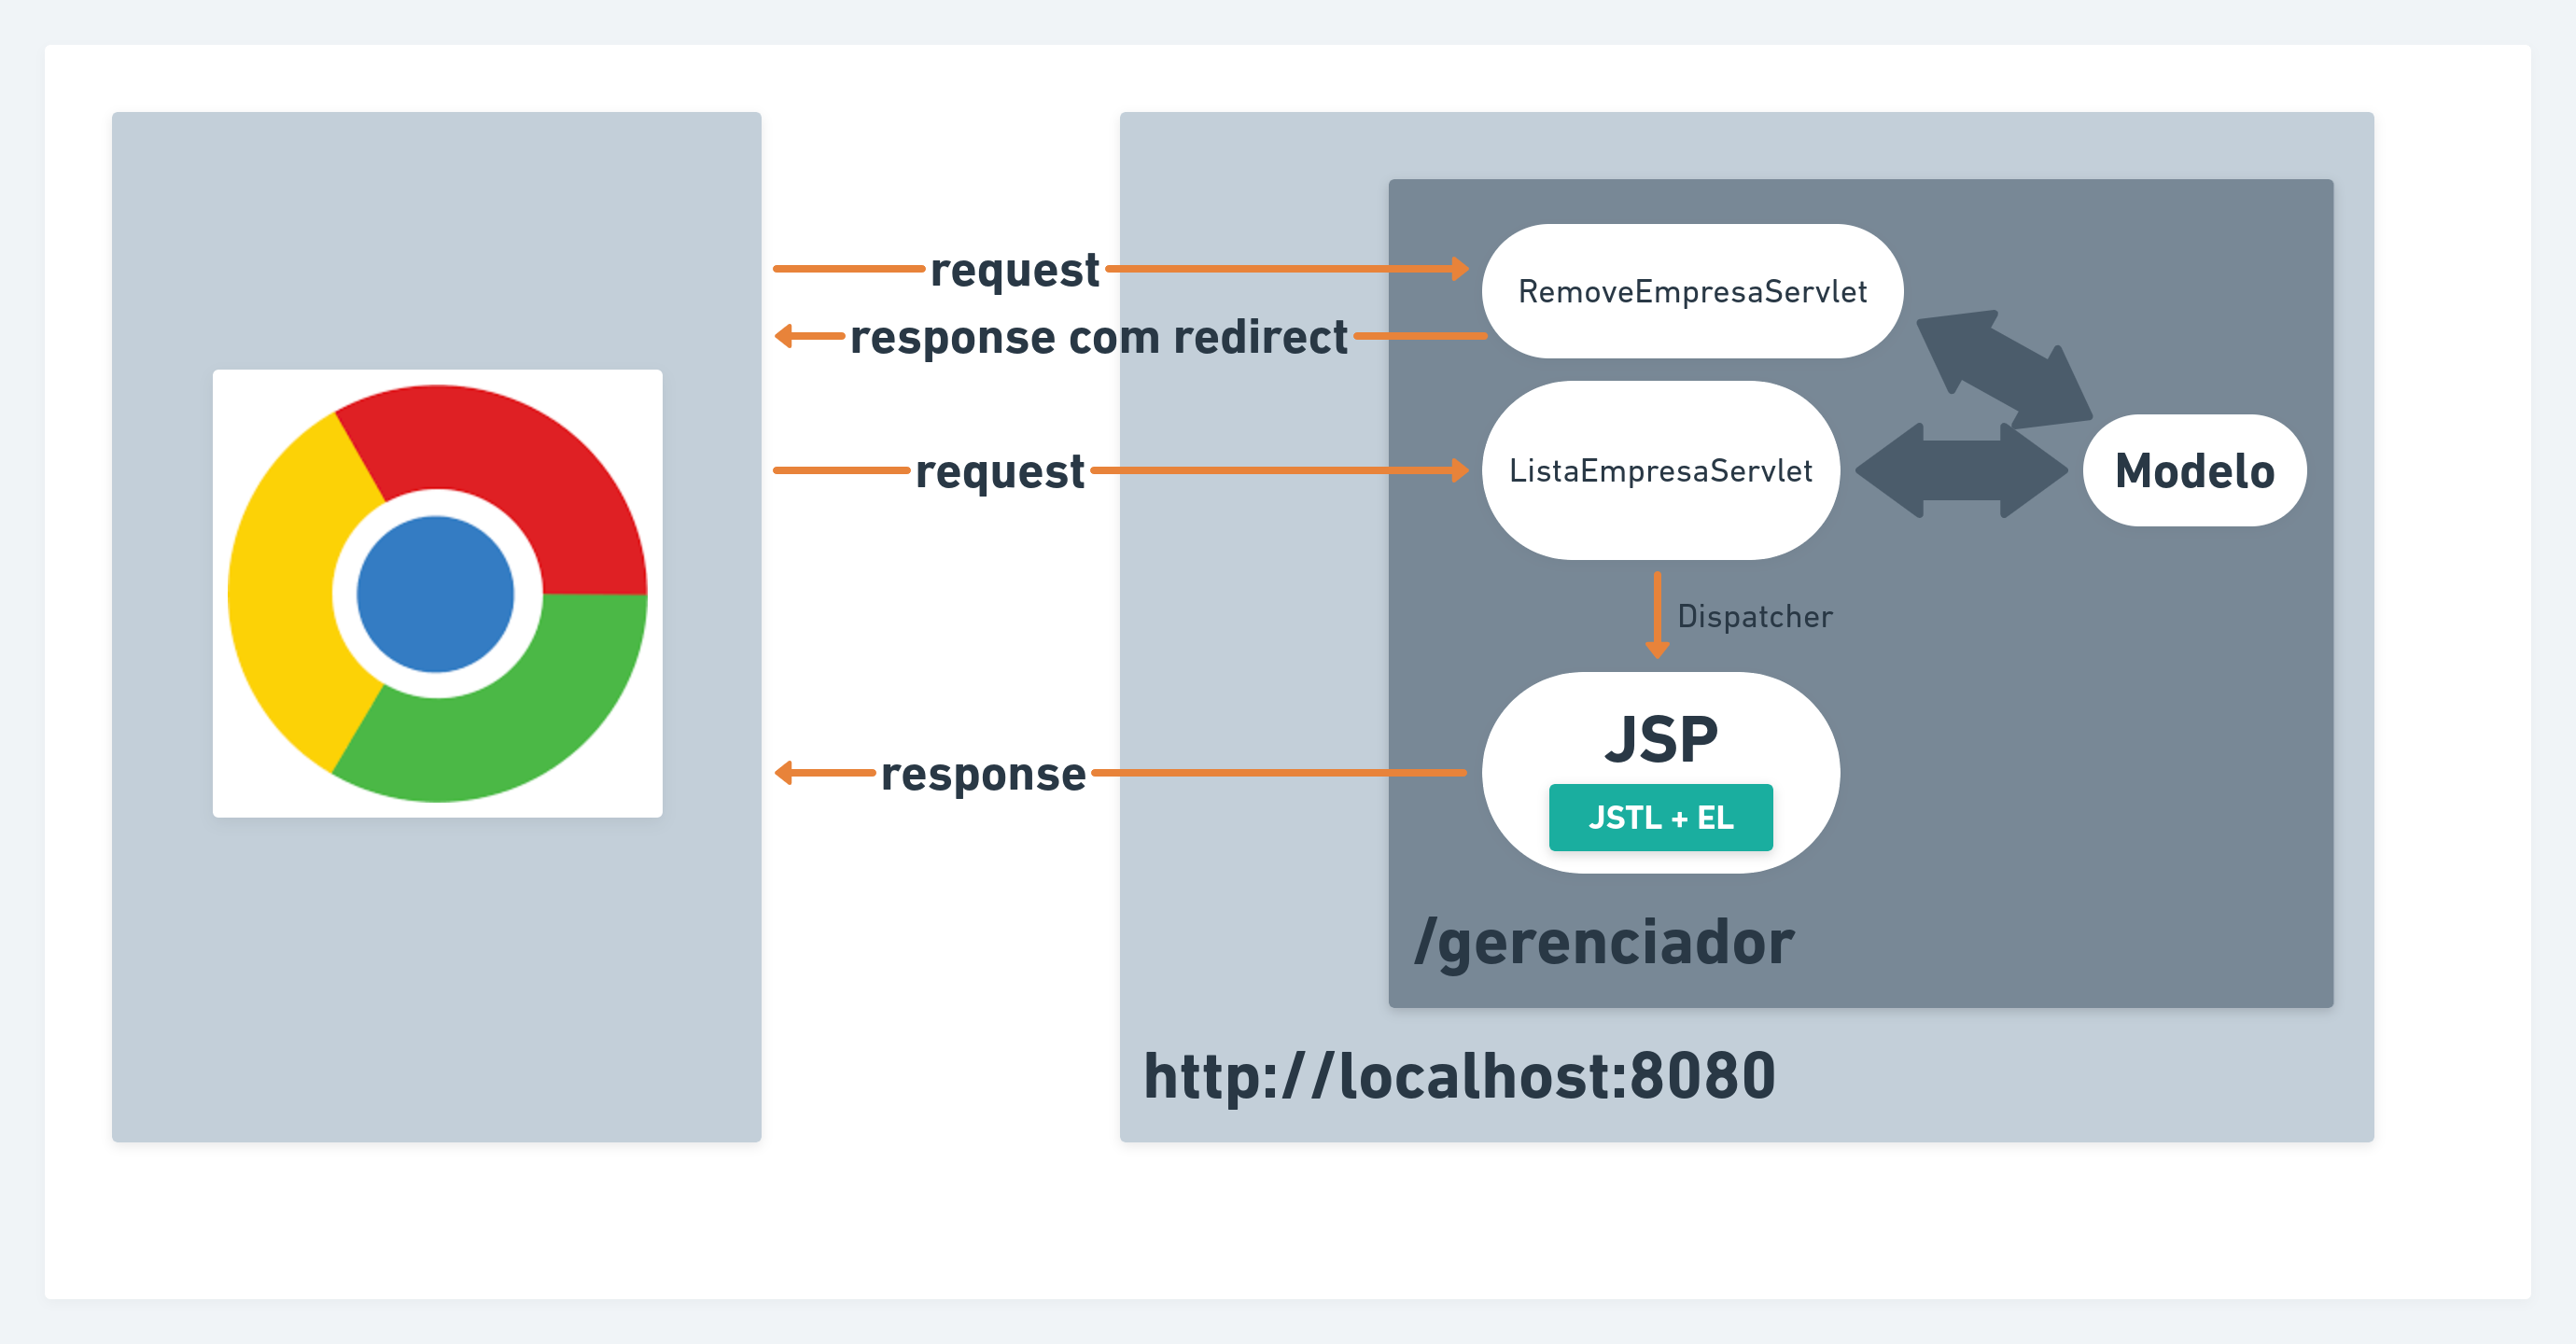 request
RemoveEmpresaServlet
response com redirect
request
ListaEmpresaServlet
Modelo
Dispatcher
JSP
response
JSTL + EL
/gerenciador
http://localhost:8080